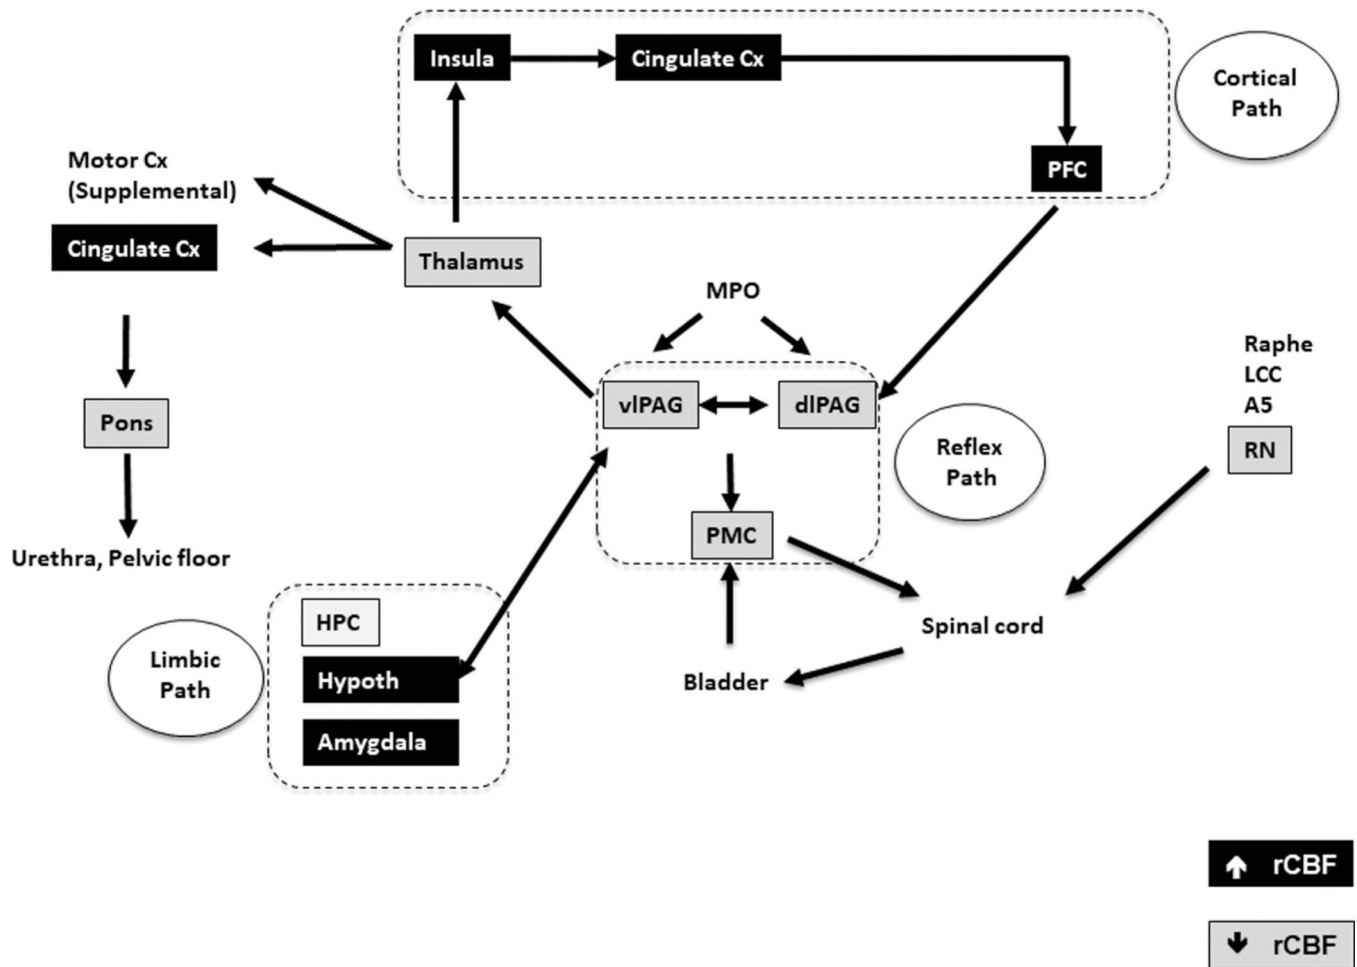 Insula
Cingulate Cx
Cortical
Path
Motor Cx
(Supplemental)
PFC
Cingulate Cx
Thalamus
MPO
Raphe
LCC
A5
RN
vlPAG
dlPAG
Pons
Reflex
Path
PMC
Urethra, Pelvic floor
HPC
Spinal cord
Limbic
Path
Hypoth
Bladder
Amygdala
rCBF
rCBF